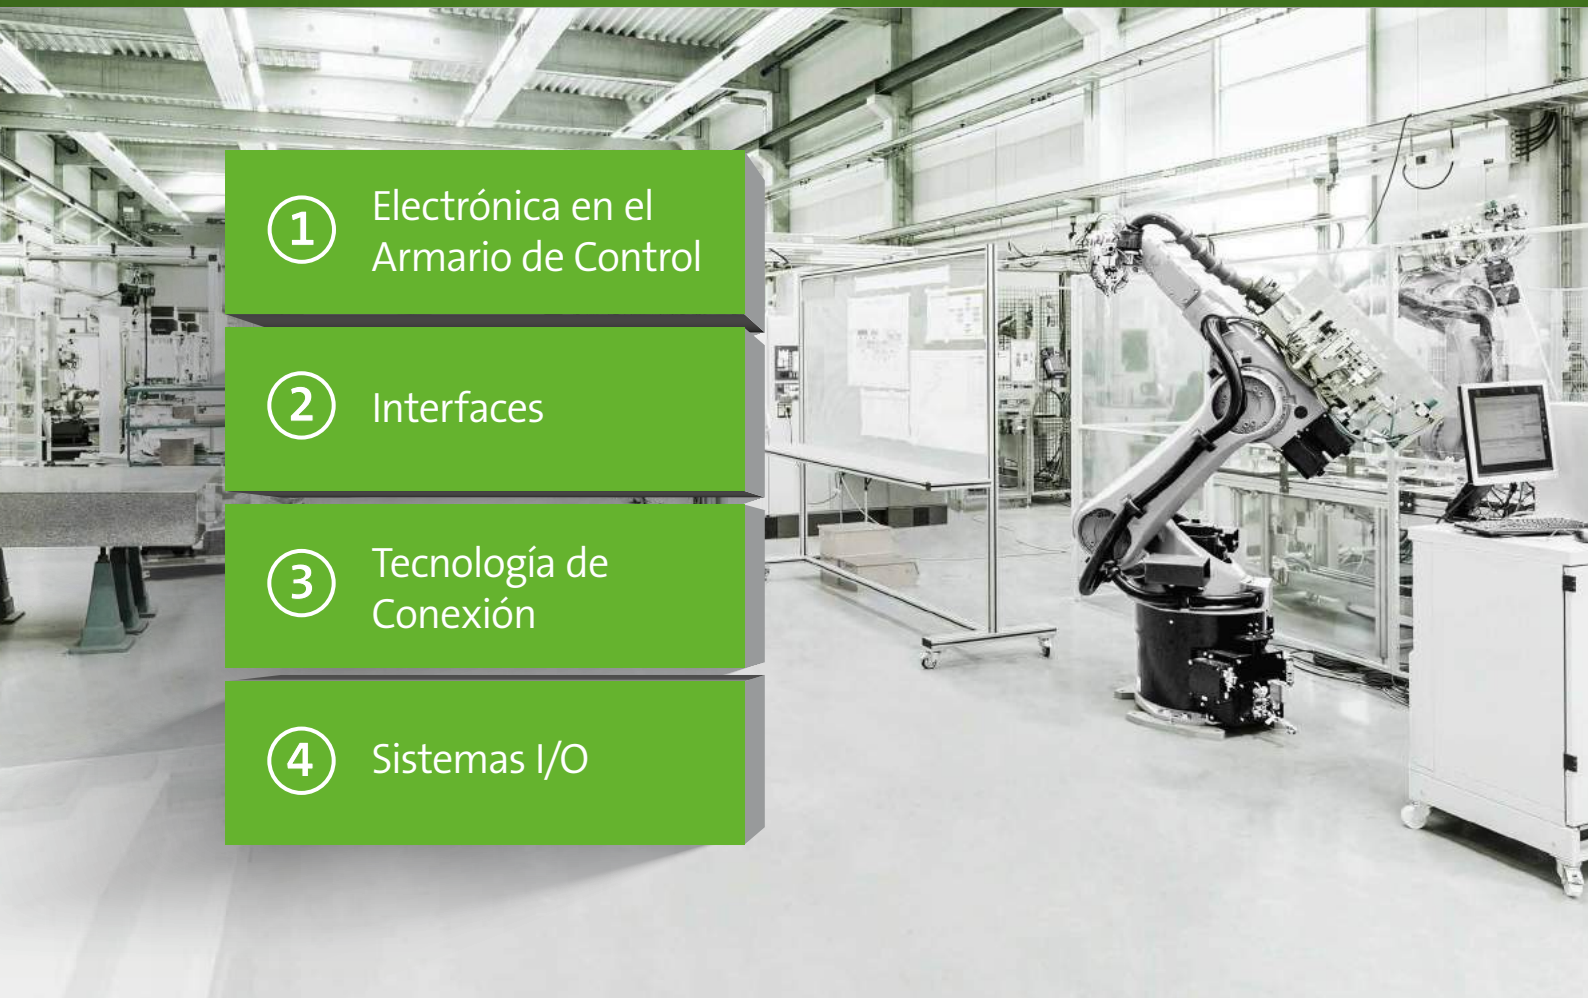 1
Electrónica en el
Armario de Control
2
Interfaces
3
Tecnología de
Conexión
4
Sistemas I/O